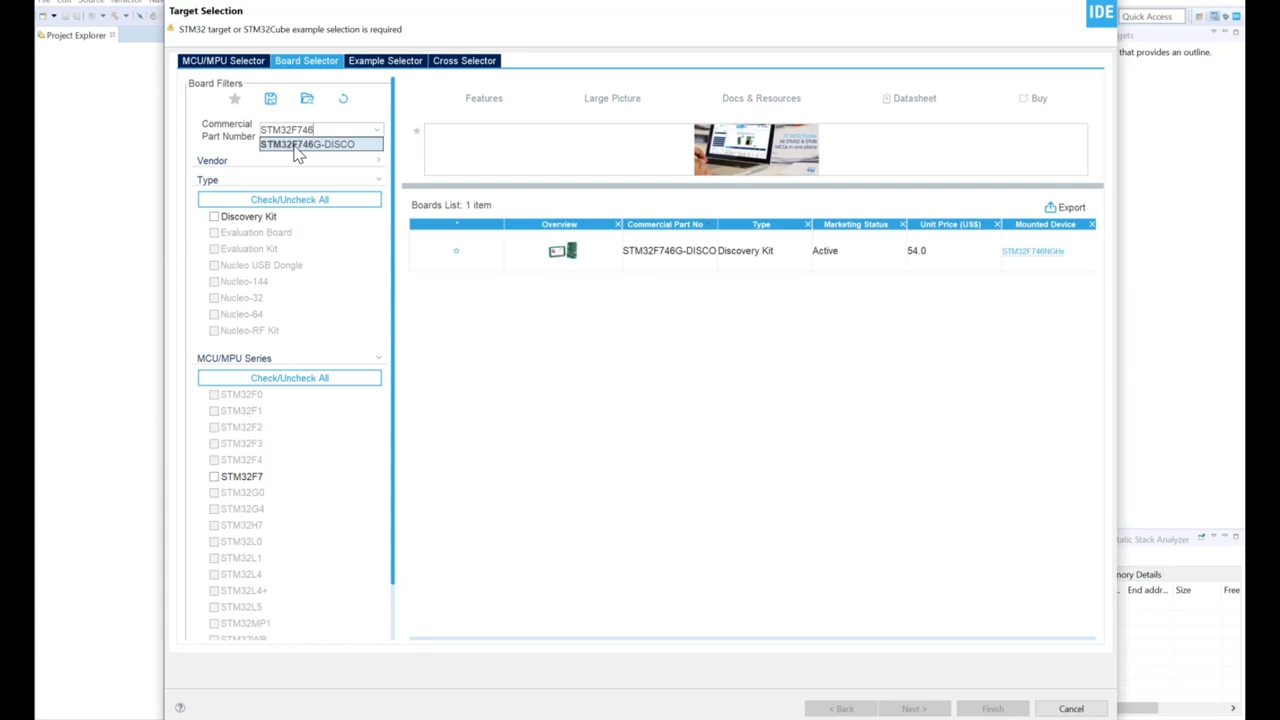 File Edit Source Refactor Nav
Target Selection
STM32 target or STM32Cube example selection is required
IDE
Quick Access
Project Explorer
that provides an outline.
MCU/MPU Selector Board Selector Example Selector Cross Selector
Board Filters
Features Large Picture Docs & Resources Datasheet Buy
Commercial
Part Number
STM32F746
STM32F746G-DISCO
Vendor
Type
Check/Uncheck All
Discovery Kit
Evaluation Board
Evaluation Kit
Nucleo USB Dongle
Nucleo-144
Nucleo-32
Nucleo-64
Nucleo-RF Kit
MCU/MPU Series
Check/Uncheck All
STM32F0
STM32F1
STM32F2
STM32F3
STM32F4
STM32F7
STM32G0
STM32G4
STM32H7
STM32L0
STM32L1
STM32L4
STM32L4+
STM32L5
STM32MP1
STM32WB
Boards List: 1 item
Export
* Overview Commercial Part No Type Marketing Status Unit Price (US$) Mounted Device
STM32F746G-DISCO Discovery Kit Active 54.0 STM32F746NGHx
tatic Stack Analyzer
mory Details
End addr... Size Free
< Back Next > Finish Cancel